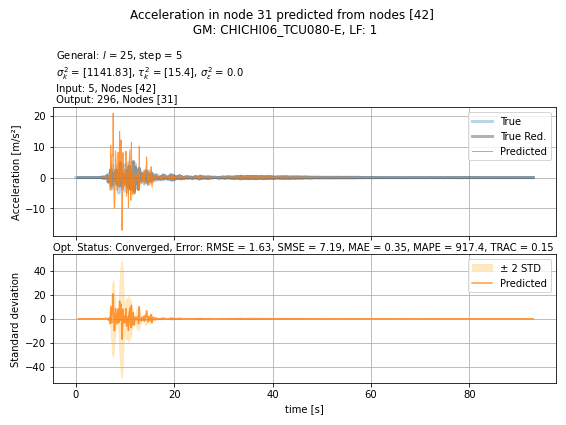 Acceleration in node 31 predicted from nodes [42]
GM: CHICHI06_TCU080-E, LF: 1
General: l = 25, step = 5
σ²ₖ = [1141.83], τ²ₖ = [15.4], σ²_ε = 0.0
Input: 5, Nodes [42]
Output: 296, Nodes [31]
20
10
0
−10
Acceleration [m/s²]
True
True Red.
Predicted
Opt. Status: Converged, Error: RMSE = 1.63, SMSE = 7.19, MAE = 0.35, MAPE = 917.4, TRAC = 0.15
40
20
0
−20
−40
Standard deviation
± 2 STD
Predicted
0 20 40 60 80
time [s]